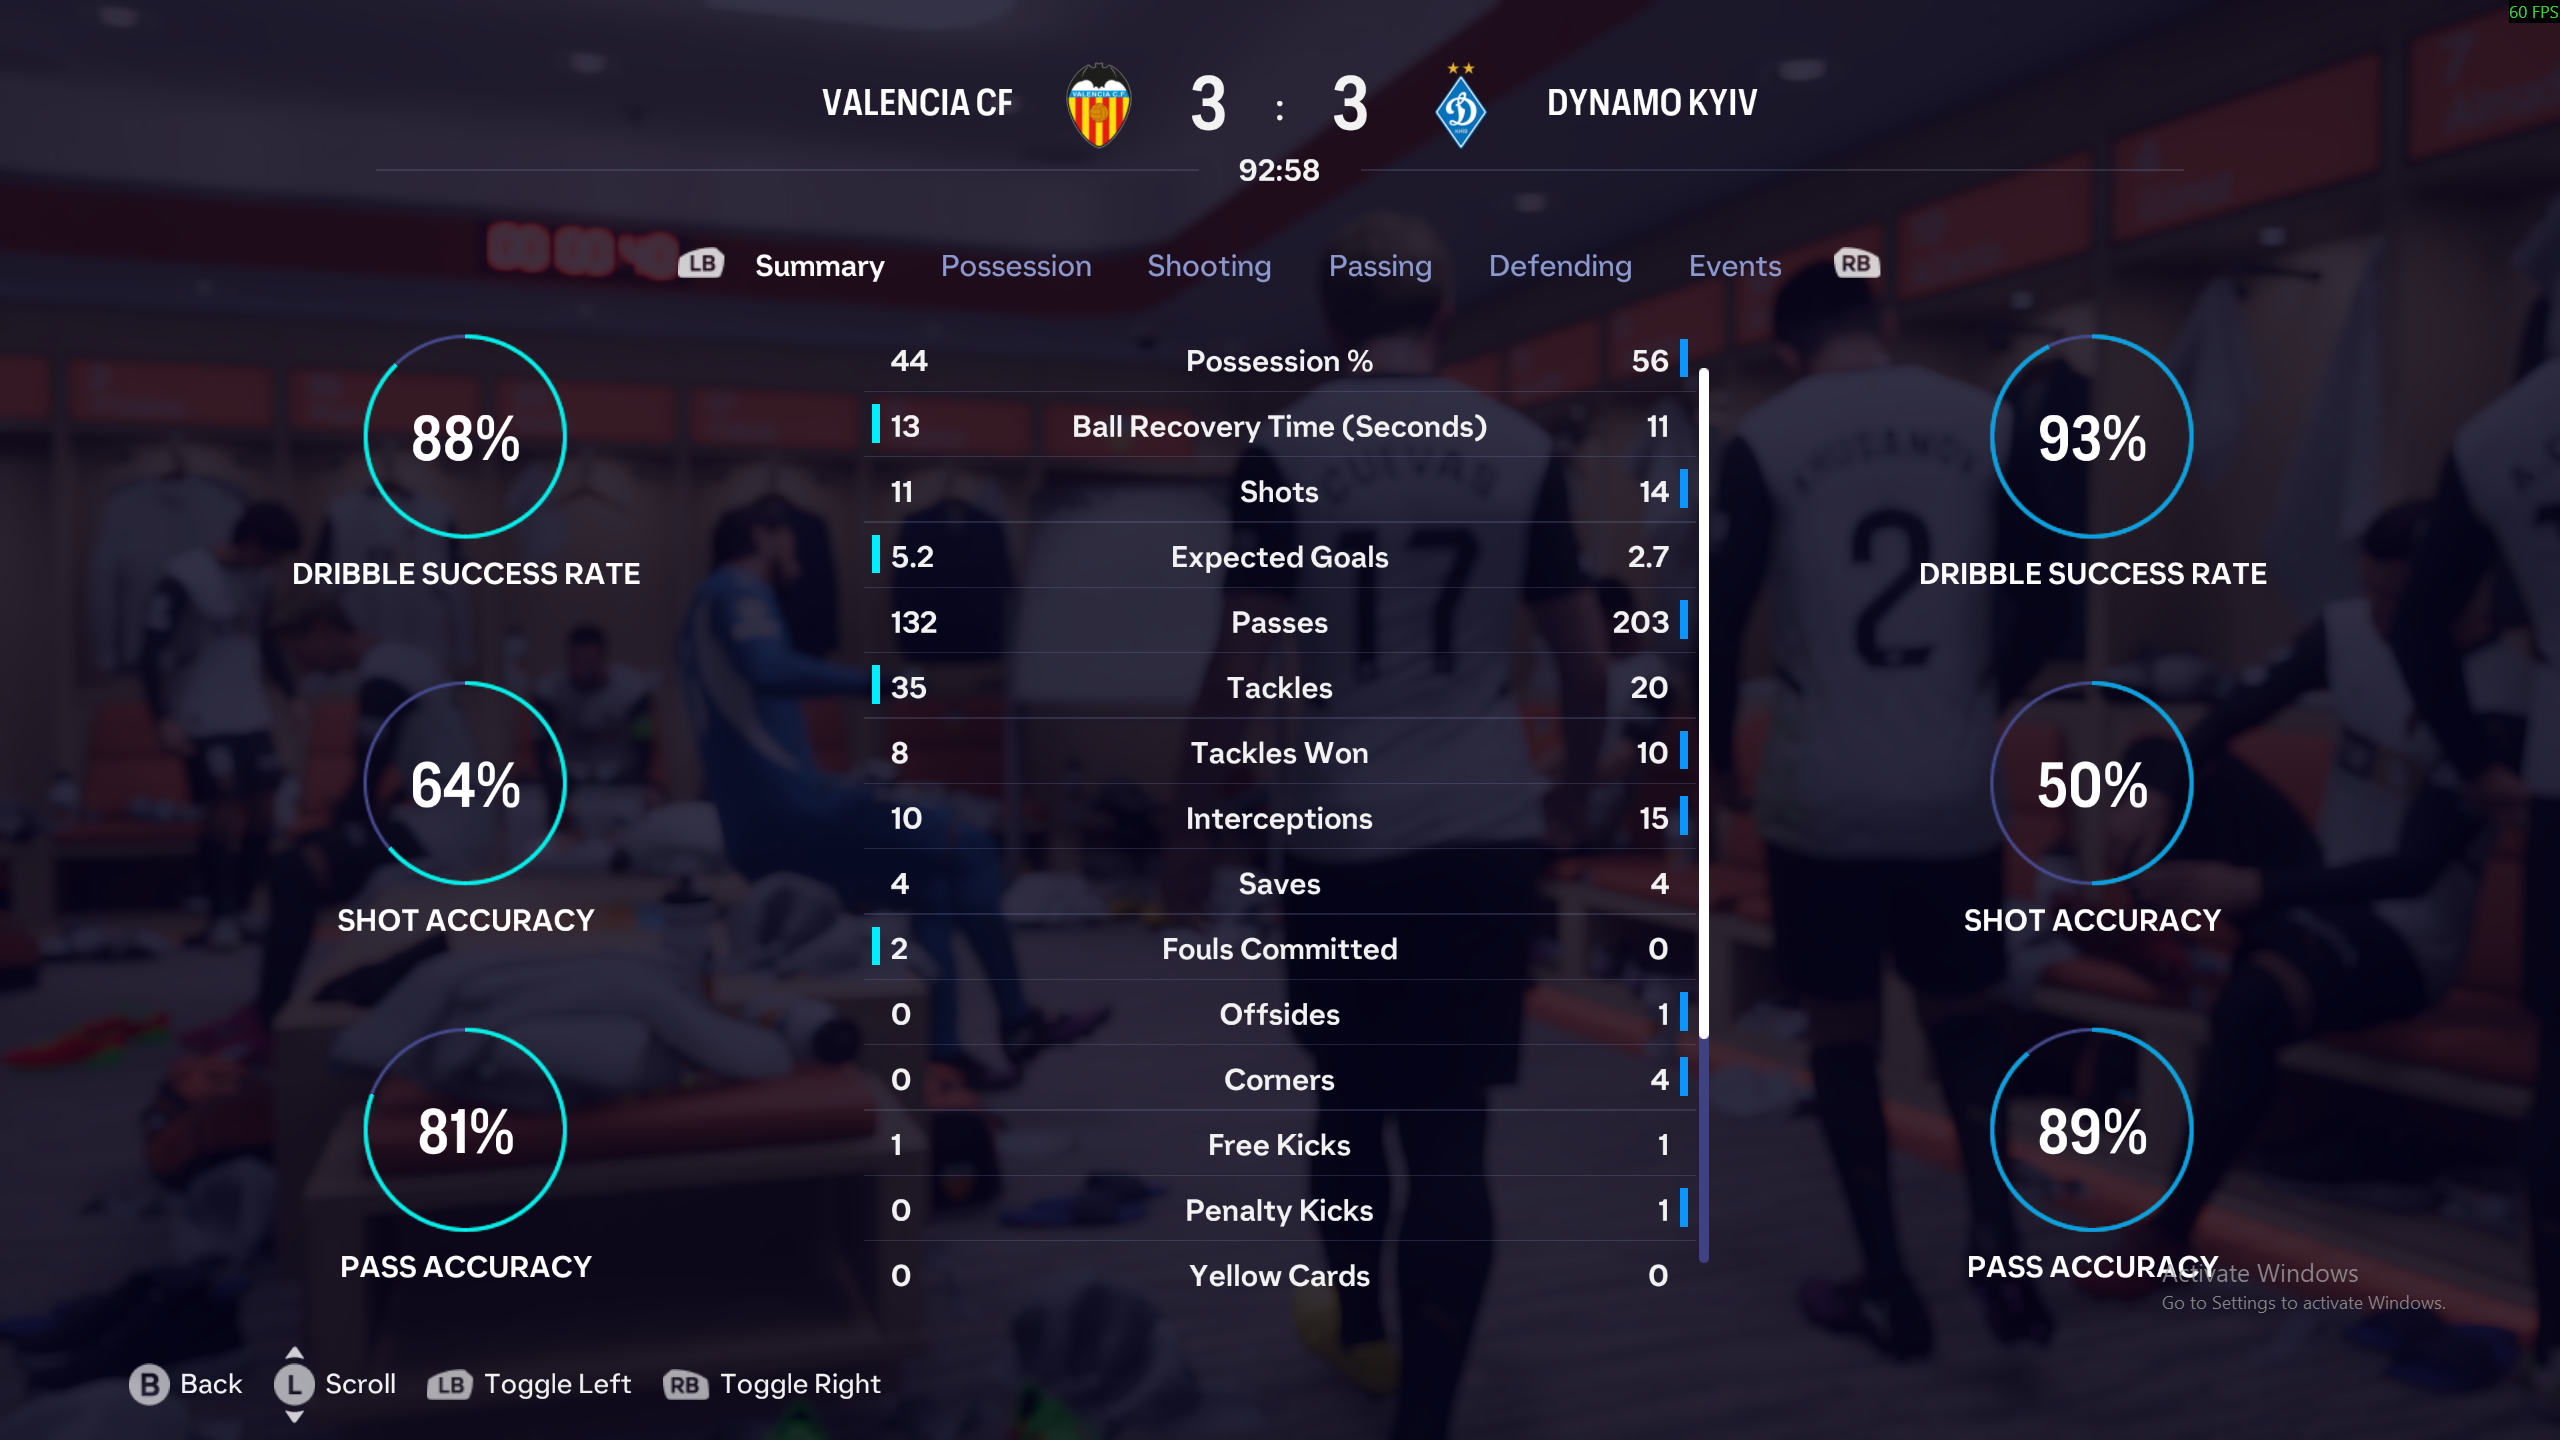 60 FPS
VALENCIA CF 3 : 3 DYNAMO KYIV
92:58
LB Summary Possession Shooting Passing Defending Events RB
44 Possession % 56
13 Ball Recovery Time (Seconds) 11
11 Shots 14
5.2 Expected Goals 2.7
132 Passes 203
35 Tackles 20
8 Tackles Won 10
10 Interceptions 15
4 Saves 4
2 Fouls Committed 0
0 Offsides 1
0 Corners 4
1 Free Kicks 1
0 Penalty Kicks 1
0 Yellow Cards 0
88%
DRIBBLE SUCCESS RATE
64%
SHOT ACCURACY
81%
PASS ACCURACY
93%
DRIBBLE SUCCESS RATE
50%
SHOT ACCURACY
89%
PASS ACCURACY
17
2
Activate Windows
Go to Settings to activate Windows.
B Back L Scroll LB Toggle Left RB Toggle Right